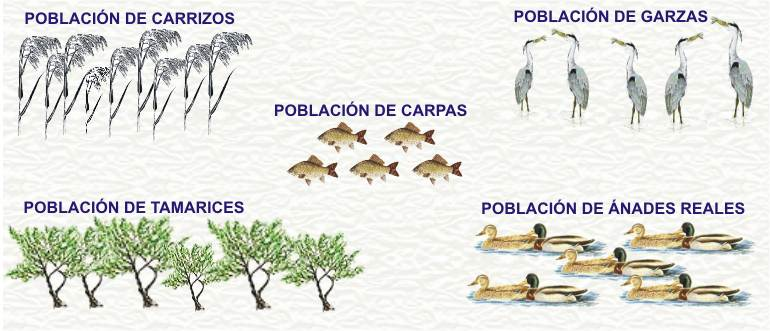 POBLACIÓN DE CARRIZOS
POBLACIÓN DE GARZAS
POBLACIÓN DE CARPAS
POBLACIÓN DE TAMARICES
POBLACIÓN DE ÁNADES REALES